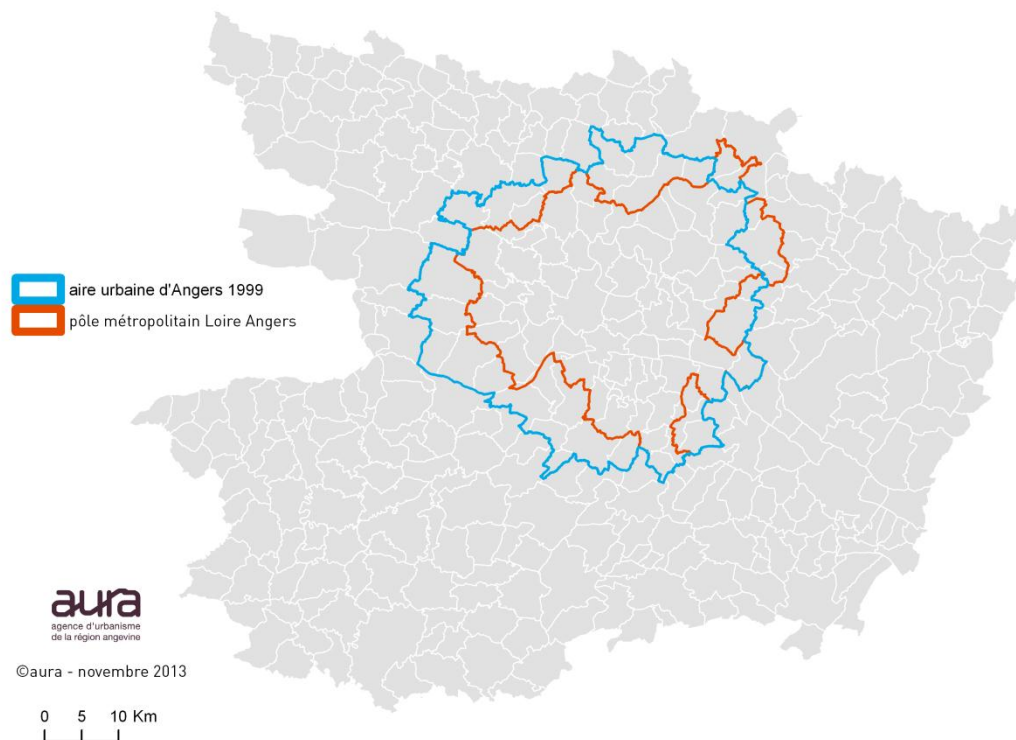 aire urbaine d'Angers 1999
pôle métropolitain Loire Angers
aura
agence d'urbanisme
de la région angevine
©aura - novembre 2013
0 5 10 Km